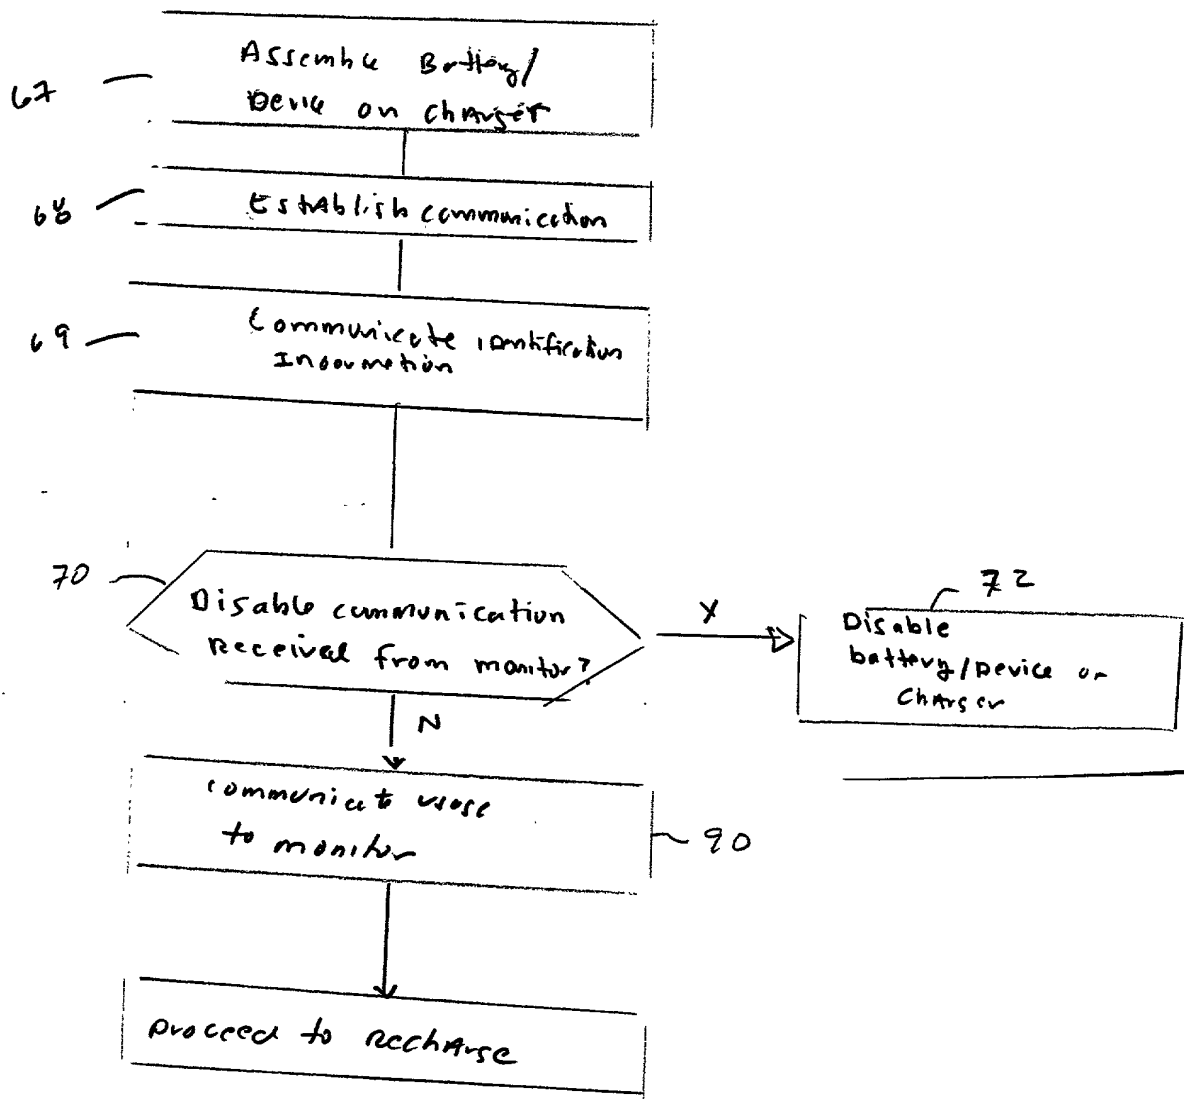 67
Assemble Battery/
Device on Charger
68
Establish communication
69
Communicate identification
Information
70
Disable communication
Received from monitor?
Y
72
Disable
battery/Device or
Charger
N
communicate usage
to monitor
90
Proceed to Recharge